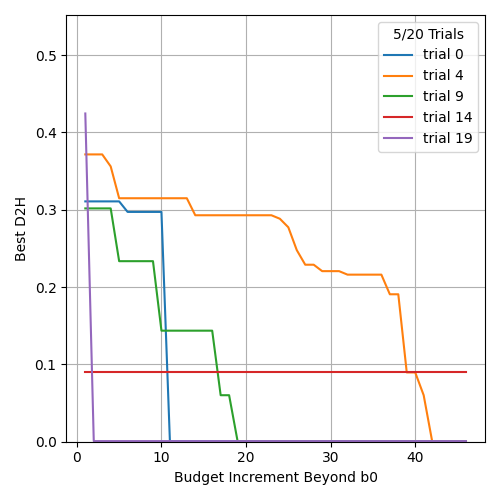 5/20 Trials
trial 0
trial 4
trial 9
trial 14
trial 19
Best D2H
0.5
0.4
0.3
0.2
0.1
0.0
0 10 20 30 40
Budget Increment Beyond b0